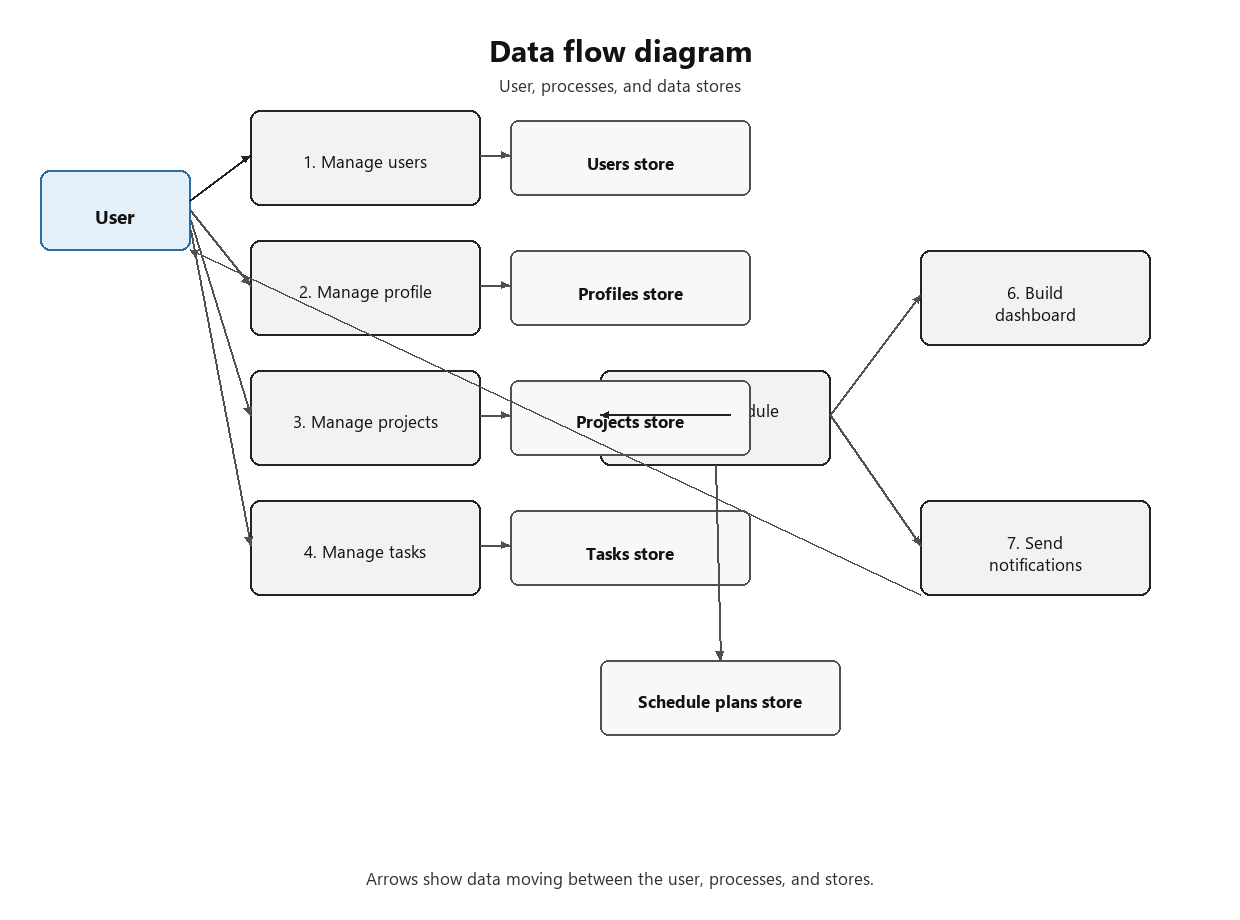 Data flow diagram
User, processes, and data stores
User
1. Manage users
Users store
2. Manage profile
Profiles store
3. Manage projects
Projects store
4. Manage tasks
Tasks store
6. Build
dashboard
7. Send
notifications
Schedule plans store
Arrows show data moving between the user, processes, and stores.